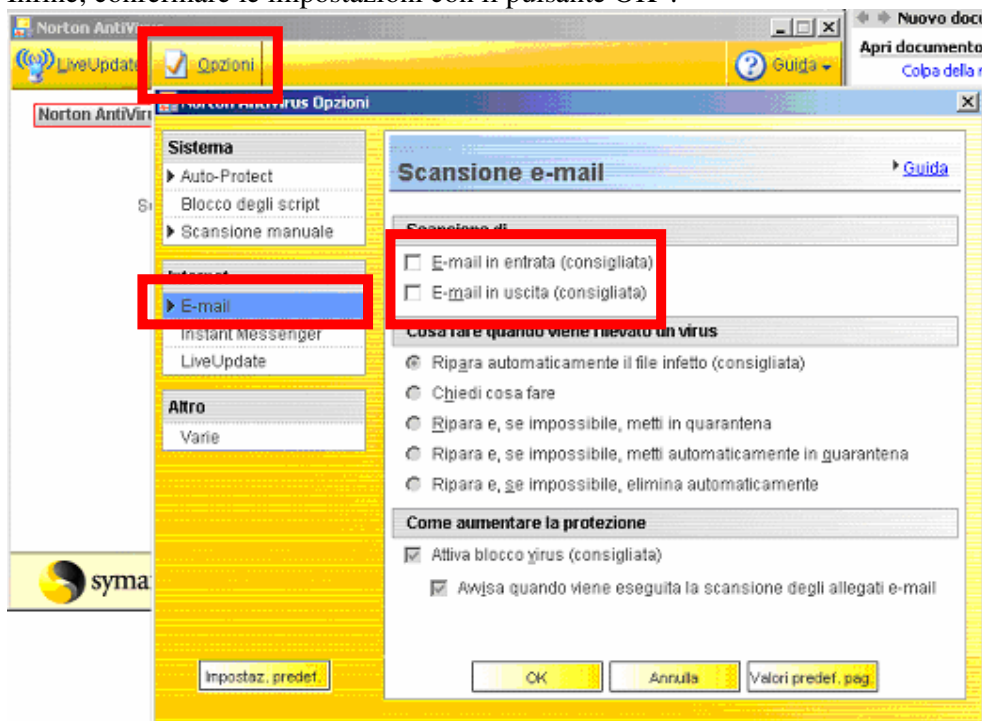 Infine, confermare le impostazioni con il pulsante OK .
Norton AntiVirus
Nuovo docu
LiveUpdate
Opzioni
Guida
Apri documento
Colpa della r
Norton AntiVirus Opzioni
Norton AntiVir
Sistema
Auto-Protect
Blocco degli script
Scansione manuale
Internet
E-mail
Instant Messenger
LiveUpdate
Altro
Varie
Scansione e-mail
Guida
Scansione di
E-mail in entrata (consigliata)
E-mail in uscita (consigliata)
Cosa fare quando viene rilevato un virus
Ripara automaticamente il file infetto (consigliata)
Chiedi cosa fare
Ripara e, se impossibile, metti in quarantena
Ripara e, se impossibile, metti automaticamente in quarantena
Ripara e, se impossibile, elimina automaticamente
Come aumentare la protezione
Attiva blocco virus (consigliata)
Avvisa quando viene eseguita la scansione degli allegati e-mail
syma
Impostaz. predef.
OK
Annulla
Valori predef. pag.